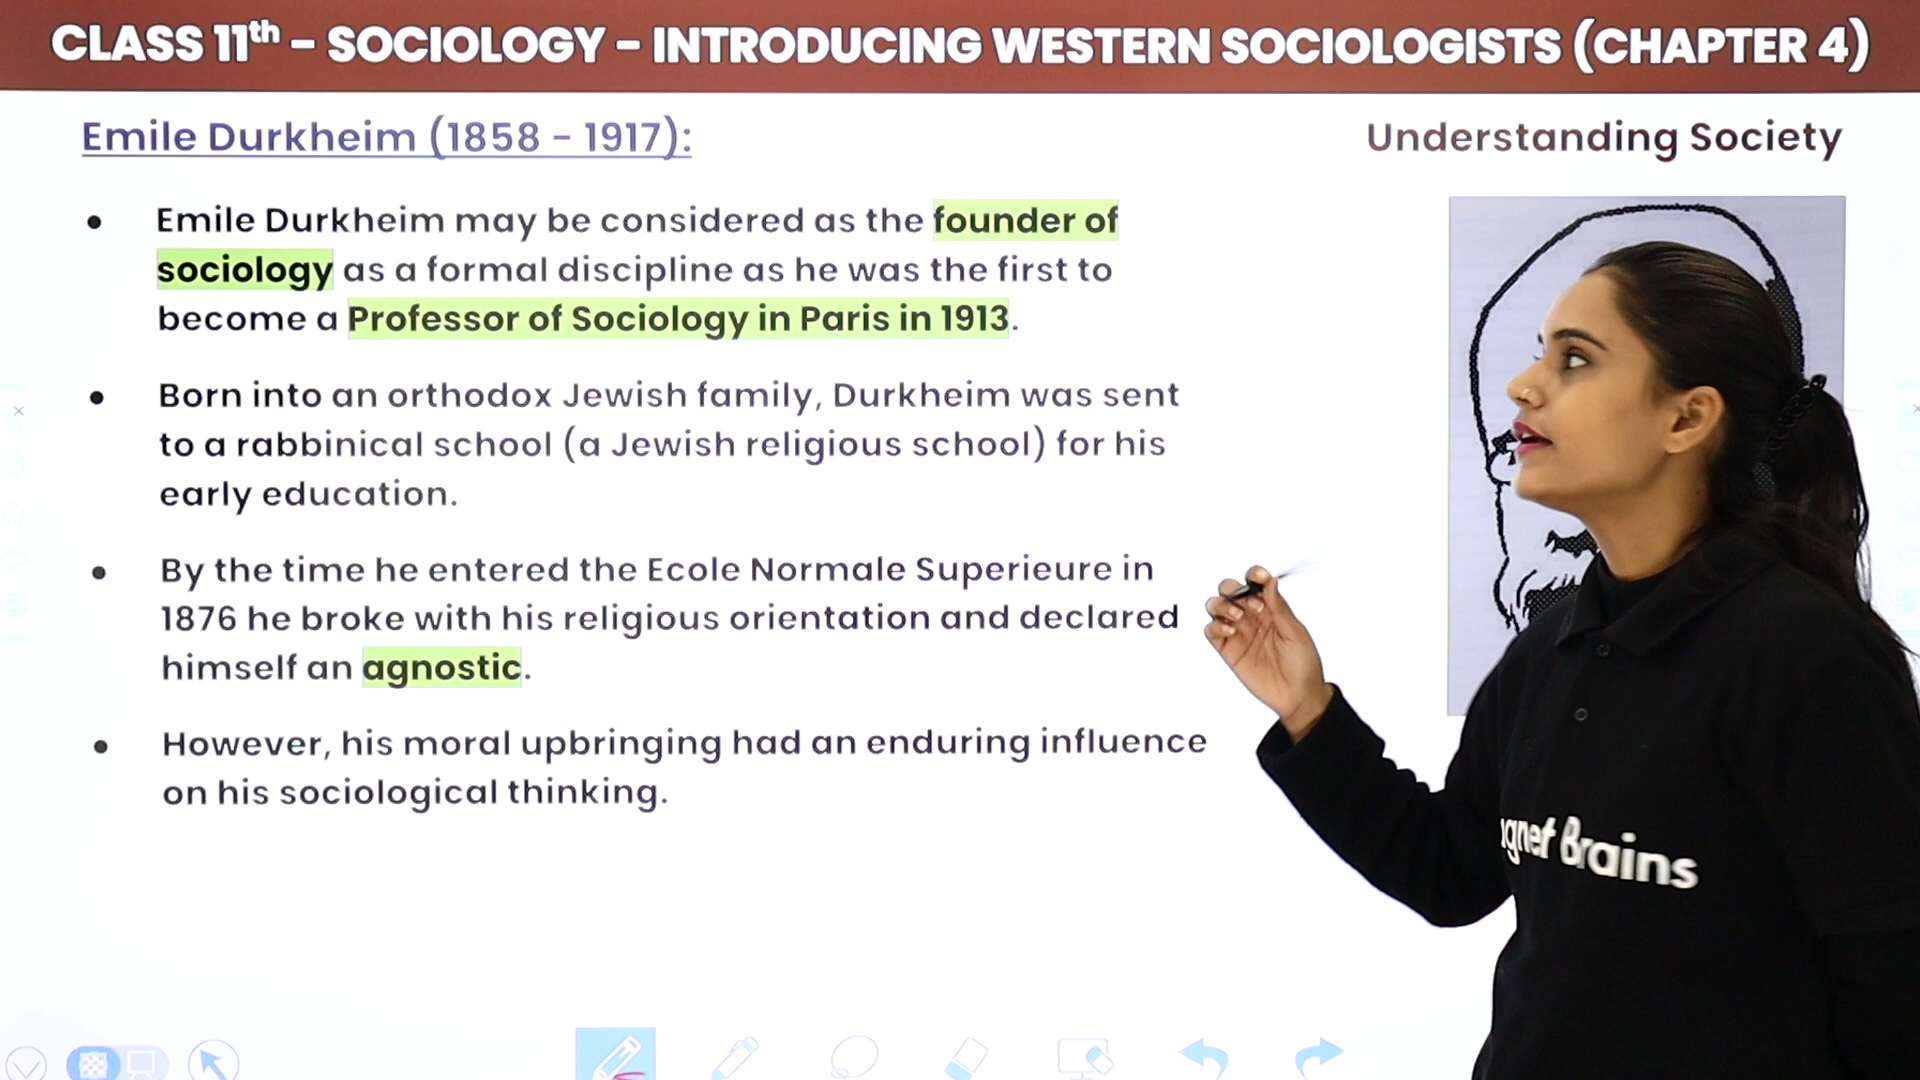 CLASS 11th – SOCIOLOGY – INTRODUCING WESTERN SOCIOLOGISTS (CHAPTER 4)
Emile Durkheim (1858 – 1917):
Understanding Society
• Emile Durkheim may be considered as the founder of
sociology as a formal discipline as he was the first to
become a Professor of Sociology in Paris in 1913.
• Born into an orthodox Jewish family, Durkheim was sent
to a rabbinical school (a Jewish religious school) for his
early education.
• By the time he entered the Ecole Normale Superieure in
1876 he broke with his religious orientation and declared
himself an agnostic.
• However, his moral upbringing had an enduring influence
on his sociological thinking.
gnet Brains